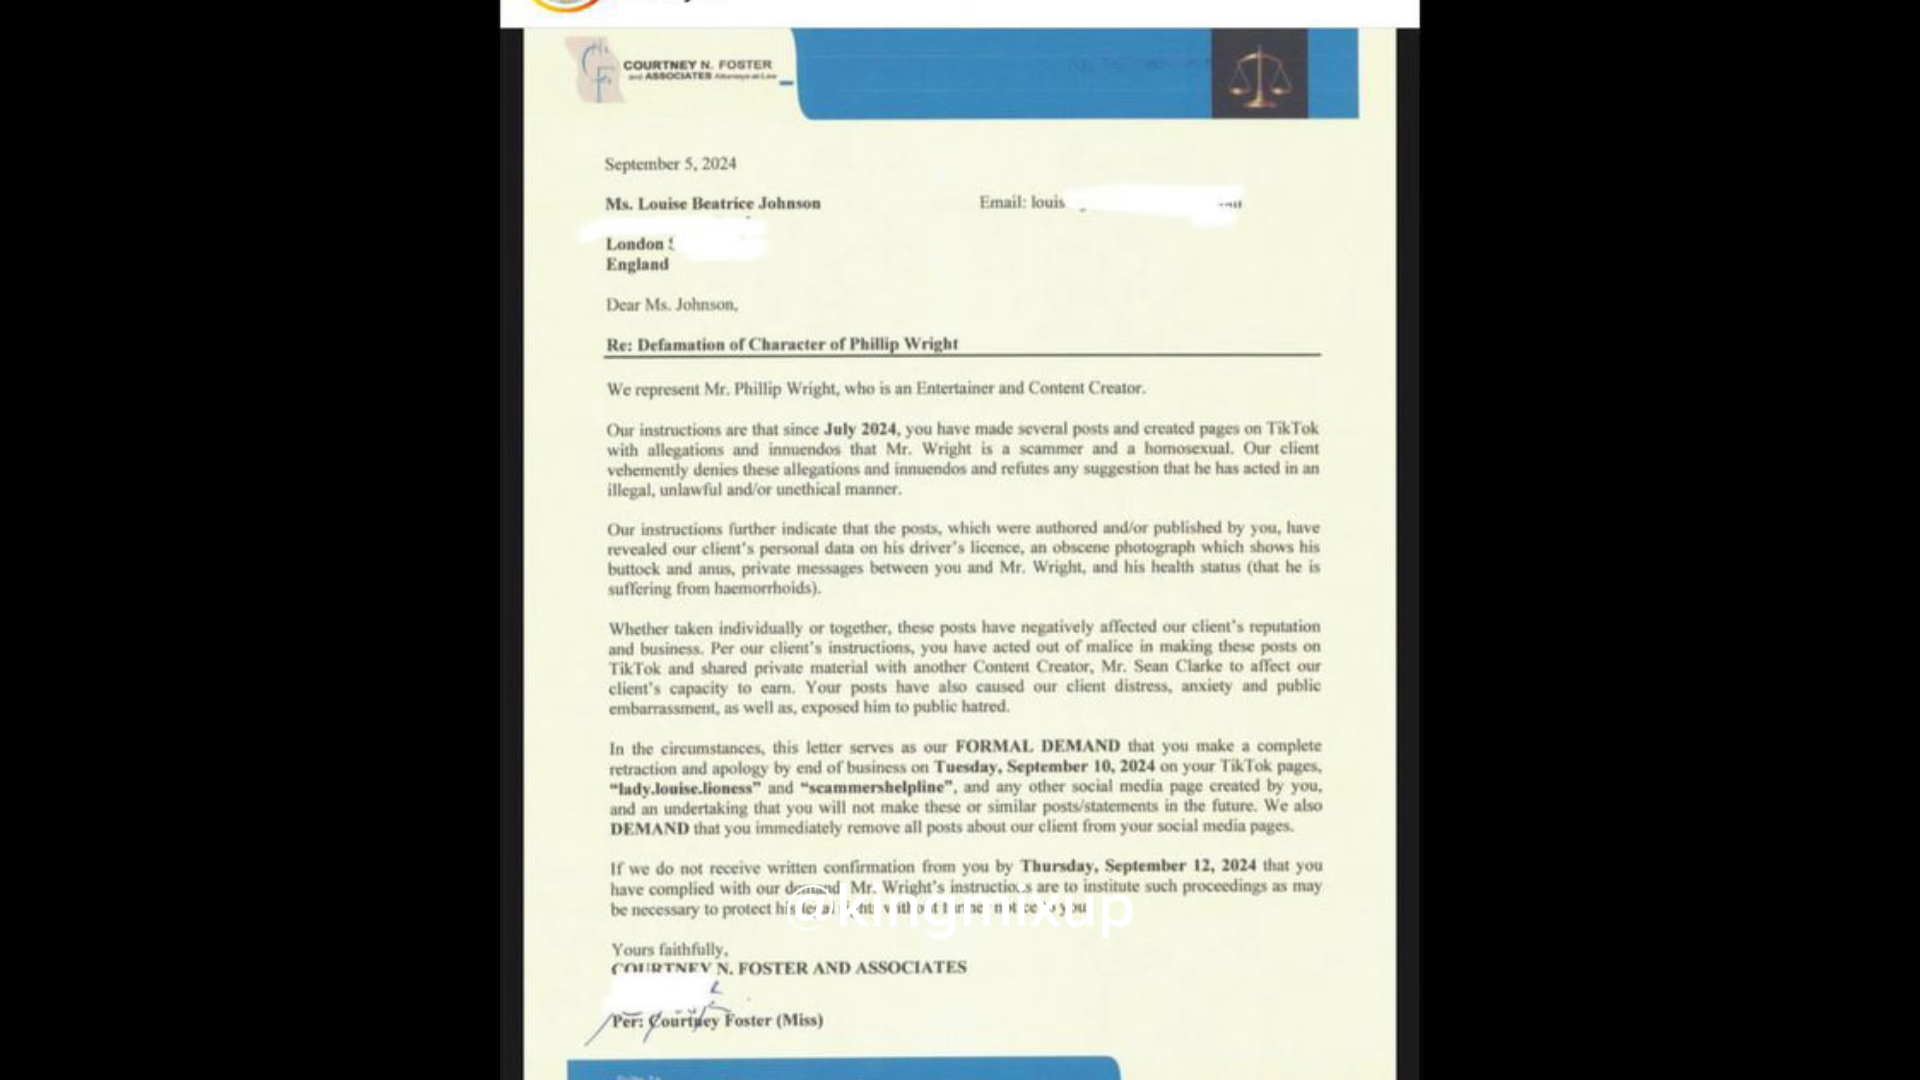 COURTNEY N. FOSTER
and ASSOCIATES Attorneys-at-Law
September 5, 2024
Ms. Louise Beatrice Johnson
Email: louis
London
England
Dear Ms. Johnson,
Re: Defamation of Character of Phillip Wright
We represent Mr. Phillip Wright, who is an Entertainer and Content Creator.
Our instructions are that since July 2024, you have made several posts and created pages on TikTok
with allegations and innuendos that Mr. Wright is a scammer and a homosexual. Our client
vehemently denies these allegations and innuendos and refutes any suggestion that he has acted in an
illegal, unlawful and/or unethical manner.
Our instructions further indicate that the posts, which were authored and/or published by you, have
revealed our client's personal data on his driver's licence, an obscene photograph which shows his
buttock and anus, private messages between you and Mr. Wright, and his health status (that he is
suffering from haemorrhoids).
Whether taken individually or together, these posts have negatively affected our client's reputation
and business. Per our client's instructions, you have acted out of malice in making these posts on
TikTok and shared private material with another Content Creator, Mr. Sean Clarke to affect our
client's capacity to earn. Your posts have also caused our client distress, anxiety and public
embarrassment, as well as, exposed him to public hatred.
In the circumstances, this letter serves as our FORMAL DEMAND that you make a complete
retraction and apology by end of business on Tuesday, September 10, 2024 on your TikTok pages,
"lady.louise.lioness" and "scammershelpline", and any other social media page created by you,
and an undertaking that you will not make these or similar posts/statements in the future. We also
DEMAND that you immediately remove all posts about our client from your social media pages.
If we do not receive written confirmation from you by Thursday, September 12, 2024 that you
have complied with our demand, Mr. Wright's instructions are to institute such proceedings as may
be necessary to protect his legal rights without further notice to you.
@kingmixup
Yours faithfully,
COURTNEY N. FOSTER AND ASSOCIATES
Per: Courtney Foster (Miss)